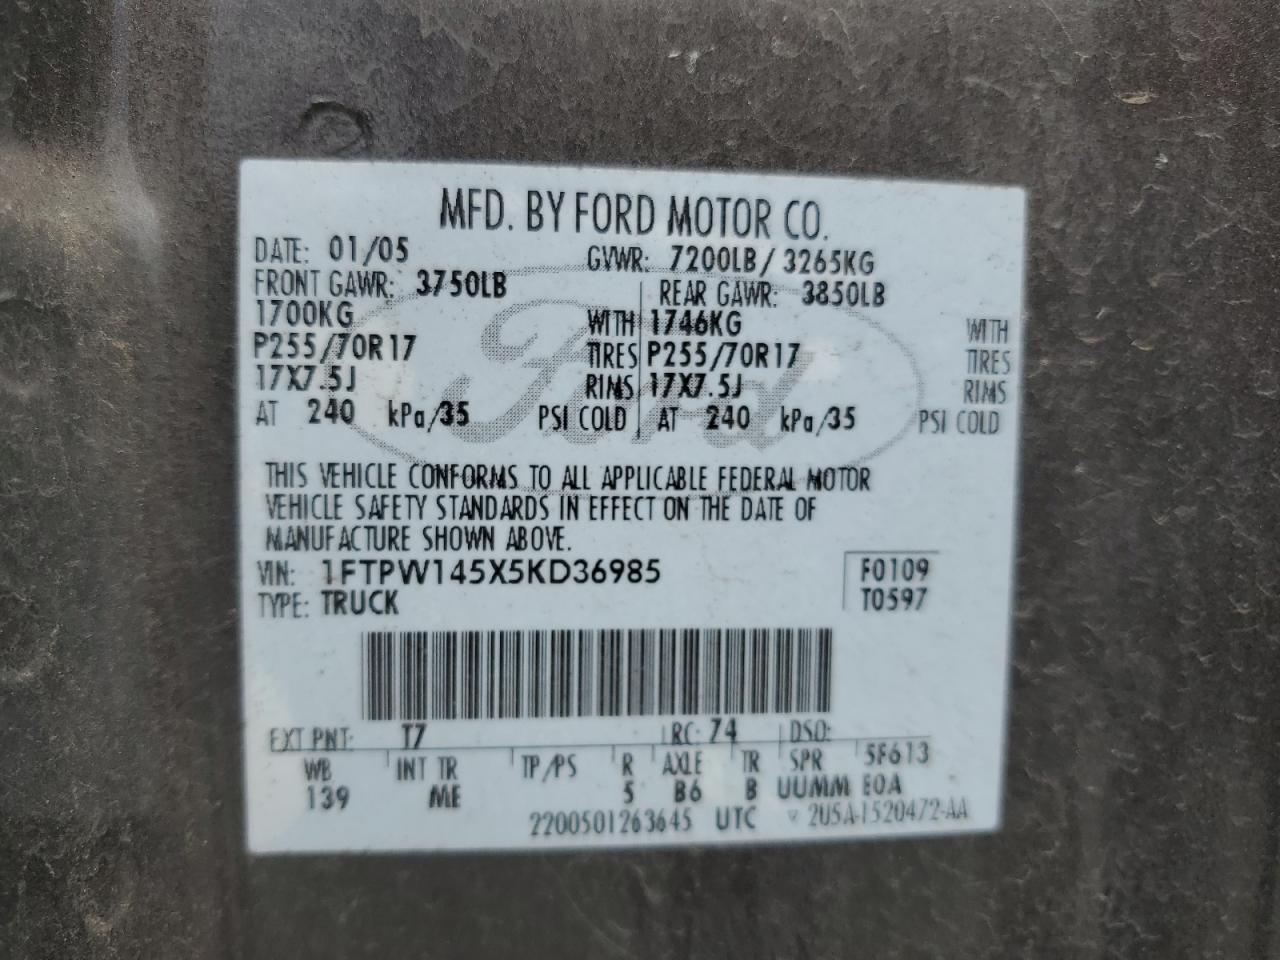 MFD. BY FORD MOTOR CO.
DATE: 01/05 GVWR: 7200LB/ 3265KG
FRONT GAWR: 3750LB REAR GAWR: 3850LB
1700KG WITH 1746KG WITH
P255/70R17 TIRES P255/70R17 TIRES
17X7.5J RIMS 17X7.5J RIMS
AT 240 kPa/35 PSI COLD AT 240 kPa/35 PSI COLD
Ford
THIS VEHICLE CONFORMS TO ALL APPLICABLE FEDERAL MOTOR
VEHICLE SAFETY STANDARDS IN EFFECT ON THE DATE OF
MANUFACTURE SHOWN ABOVE.
VIN: 1FTPW145X5KD36985 F0109
TYPE: TRUCK T0597
EXT PNT: T7 RC: 74 DSO:
WB INT TR TP/PS R AXLE TR SPR 5F613
139 ME 5 B6 B UUMM EOA
2200501263645 UTC ▿ 2U5A-1520472-AA